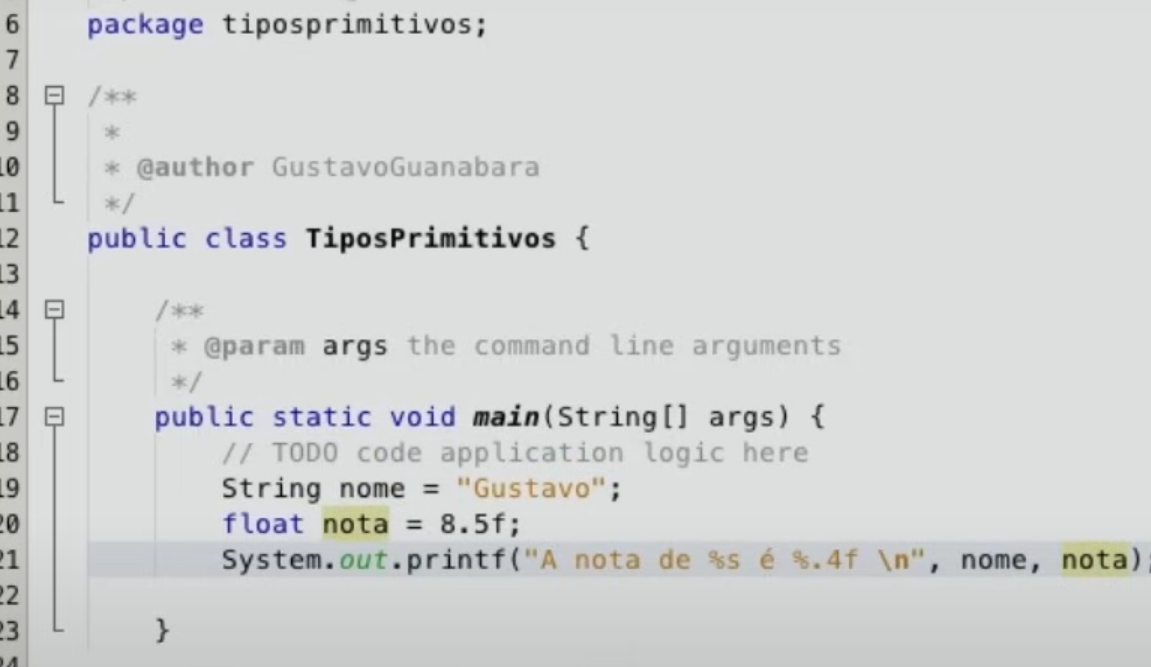 6 package tiposprimitivos;
7
8 /**
9 *
10 * @author GustavoGuanabara
11 */
12 public class TiposPrimitivos {
13
14 /**
15 * @param args the command line arguments
16 */
17 public static void main(String[] args) {
18 // TODO code application logic here
19 String nome = "Gustavo";
20 float nota = 8.5f;
21 System.out.printf("A nota de %s é %.4f \n", nome, nota);
22
23 }
24